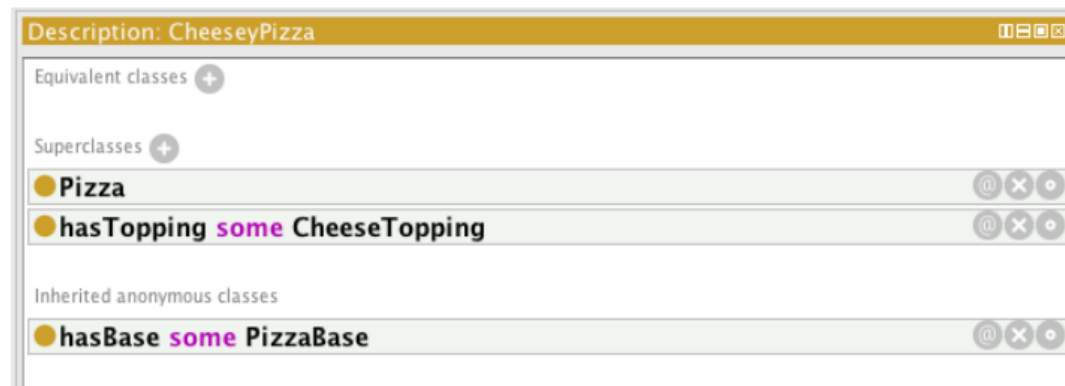 Description: CheeseyPizza
Equivalent classes
Superclasses
Pizza
hasTopping some CheeseTopping
Inherited anonymous classes
hasBase some PizzaBase